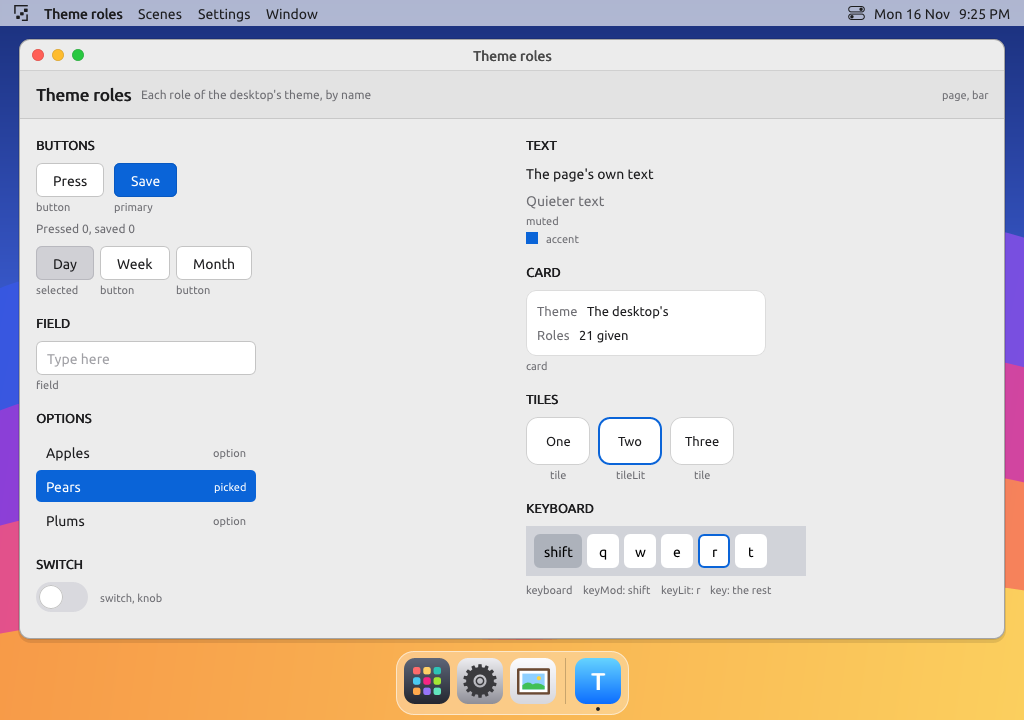 Theme roles Scenes Settings Window Mon 16 Nov 9:25 PM
Theme roles
Theme roles Each role of the desktop's theme, by name page, bar
BUTTONS
Press Save
button primary
Pressed 0, saved 0
Day Week Month
selected button button
FIELD
Type here
field
OPTIONS
Apples option
Pears picked
Plums option
SWITCH
switch, knob
TEXT
The page's own text
Quieter text
muted
accent
CARD
Theme The desktop's
Roles 21 given
card
TILES
One Two Three
tile tileLit tile
KEYBOARD
shift q w e r t
keyboard keyMod: shift keyLit: r key: the rest
T